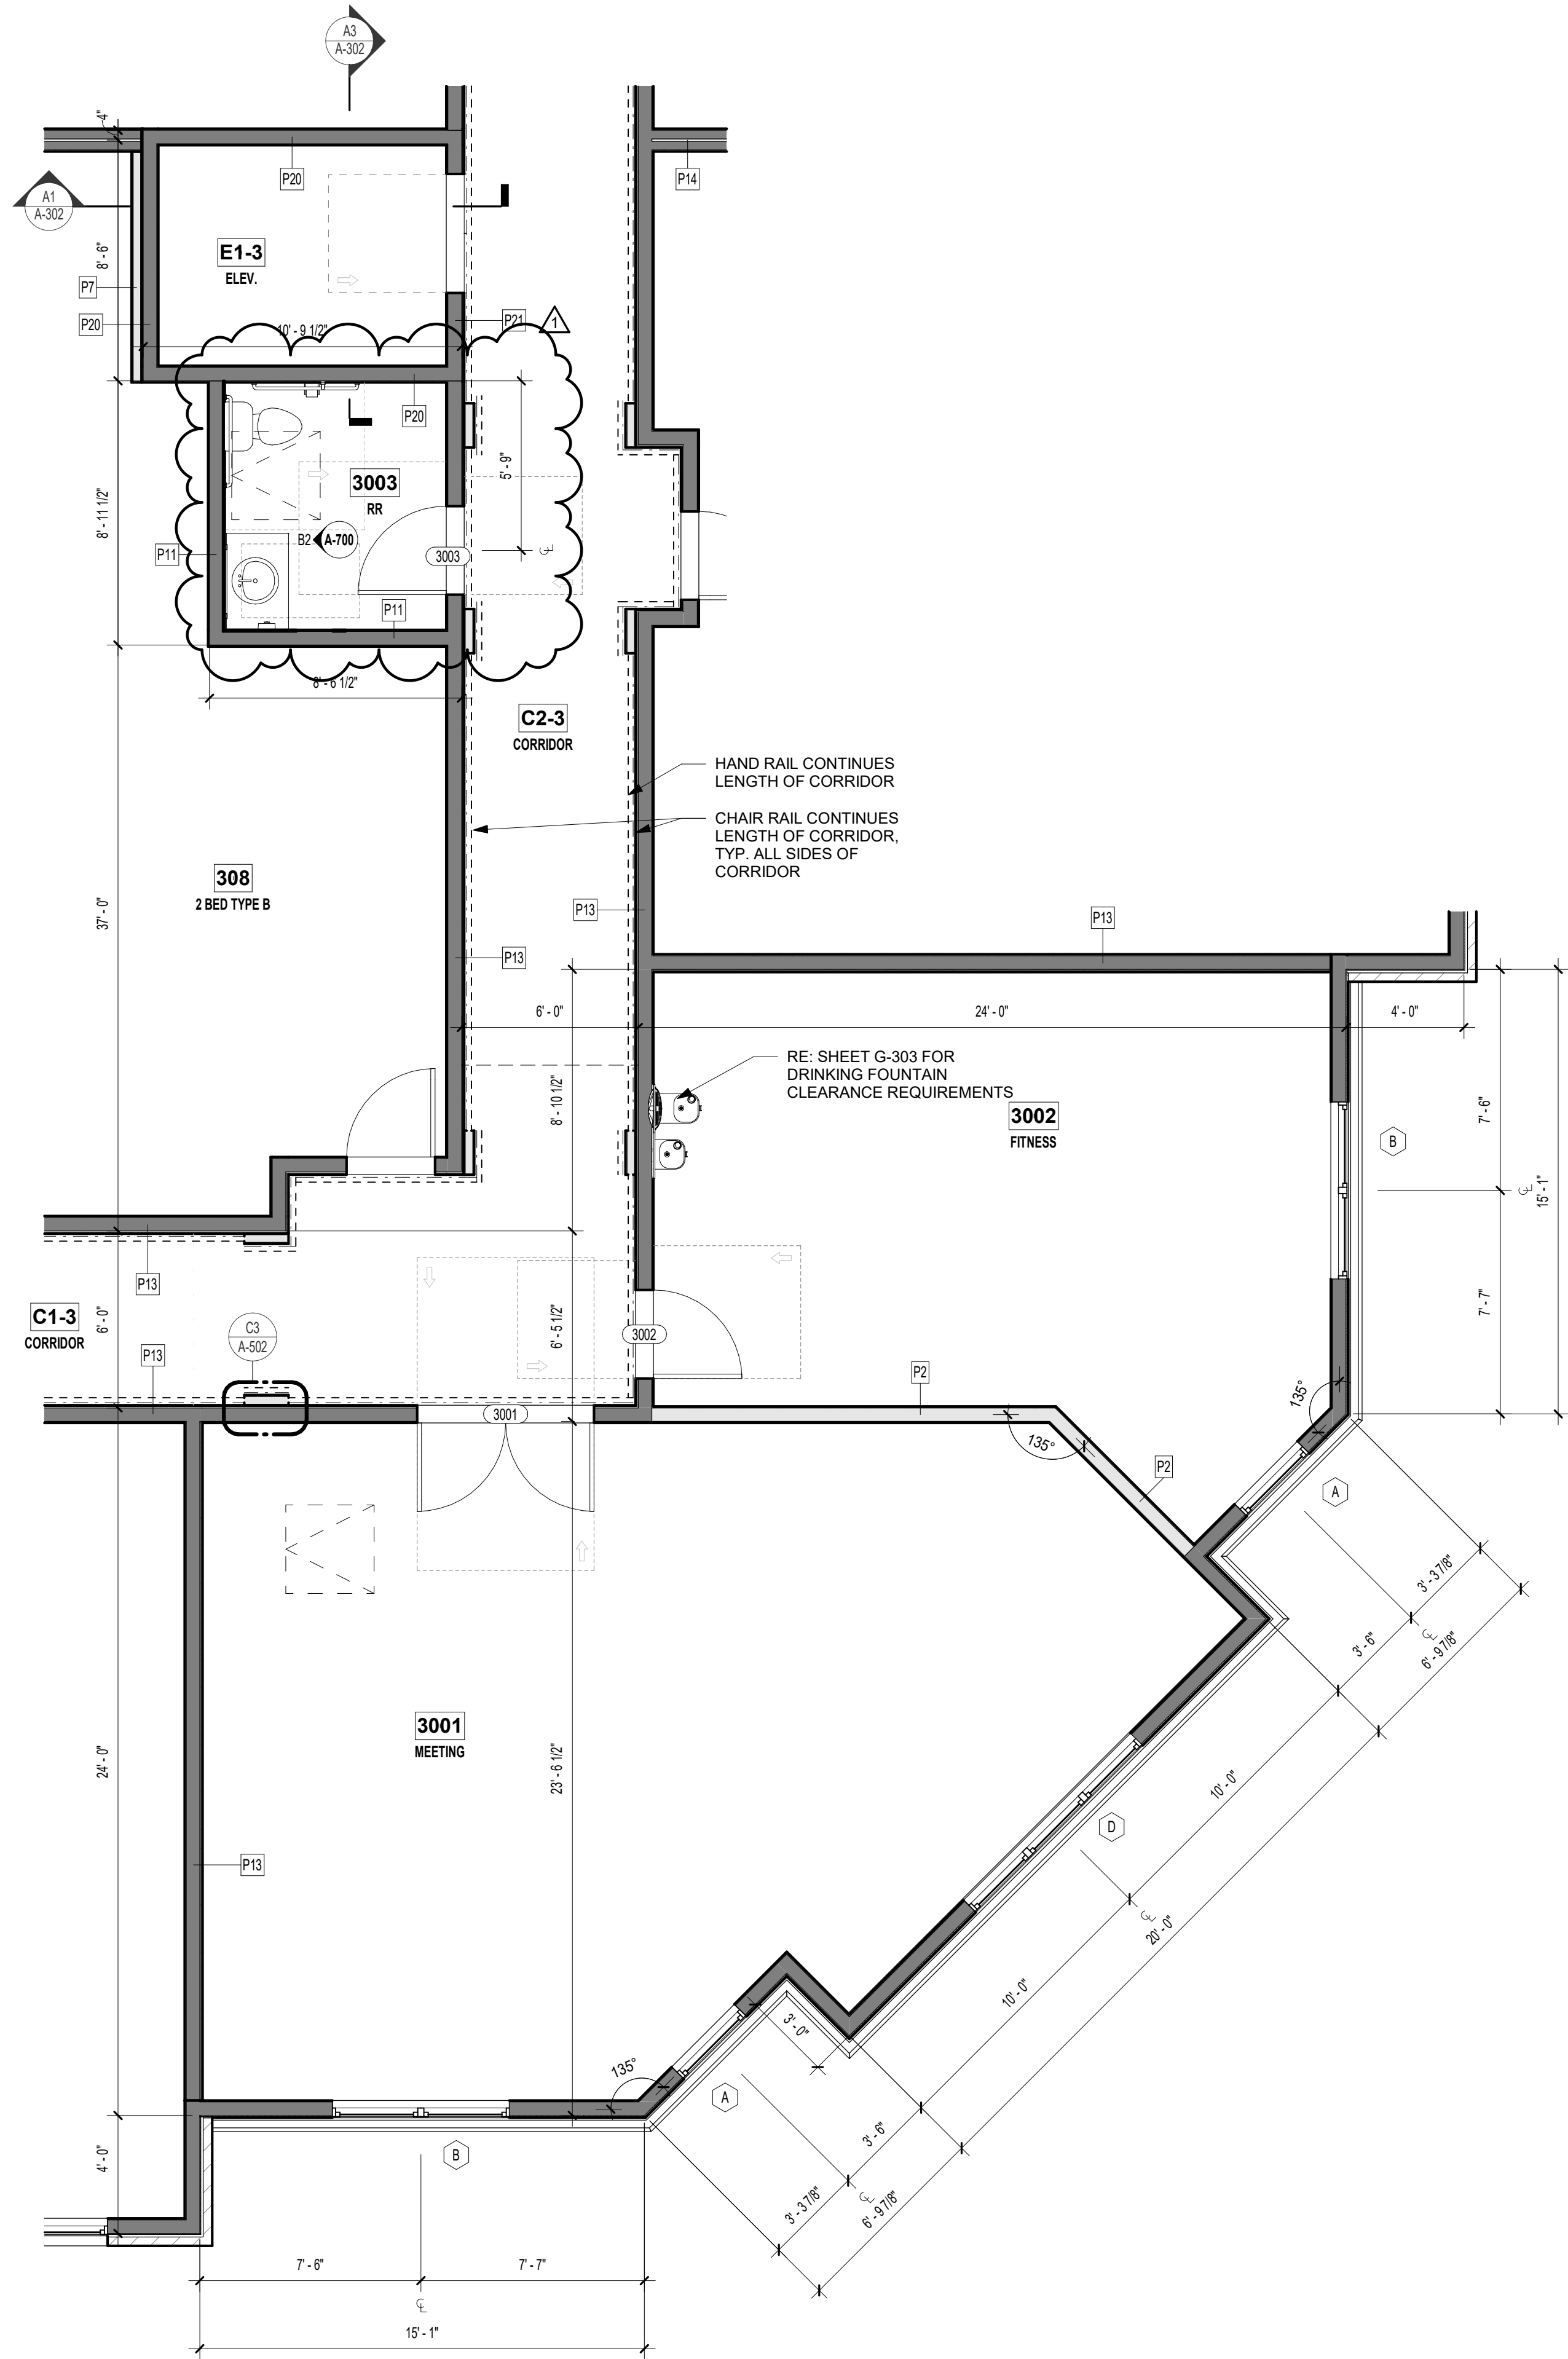 A3
A-302
4"
P20
P14
A1
A-302
8' - 6"
E1-3
ELEV.
P7
P20
P21
1
10' - 9 1/2"
P20
5' - 9"
3003
RR
8' - 11 1/2"
B2
A-700
P11
3003
P11
8' - 6 1/2"
C2-3
CORRIDOR
HAND RAIL CONTINUES
LENGTH OF CORRIDOR
CHAIR RAIL CONTINUES
LENGTH OF CORRIDOR,
TYP. ALL SIDES OF
CORRIDOR
308
2 BED TYPE B
37' - 0"
P13
P13
P13
6' - 0"
24' - 0"
4' - 0"
RE: SHEET G-303 FOR
DRINKING FOUNTAIN
CLEARANCE REQUIREMENTS
8' - 10 1/2"
3002
FITNESS
7' - 6"
B
15' - 1"
P13
C1-3
CORRIDOR
6' - 0"
C3
A-502
6' - 5 1/2"
3002
7' - 7"
P13
P2
135°
3001
135°
P2
A
3' - 3 7/8"
3' - 6"
6' - 9 7/8"
3001
MEETING
24' - 0"
23' - 6 1/2"
10' - 0"
D
P13
20' - 0"
10' - 0"
3' - 0"
135°
A
B
3' - 6"
4' - 0"
3' - 3 7/8"
6' - 9 7/8"
7' - 6"
7' - 7"
15' - 1"